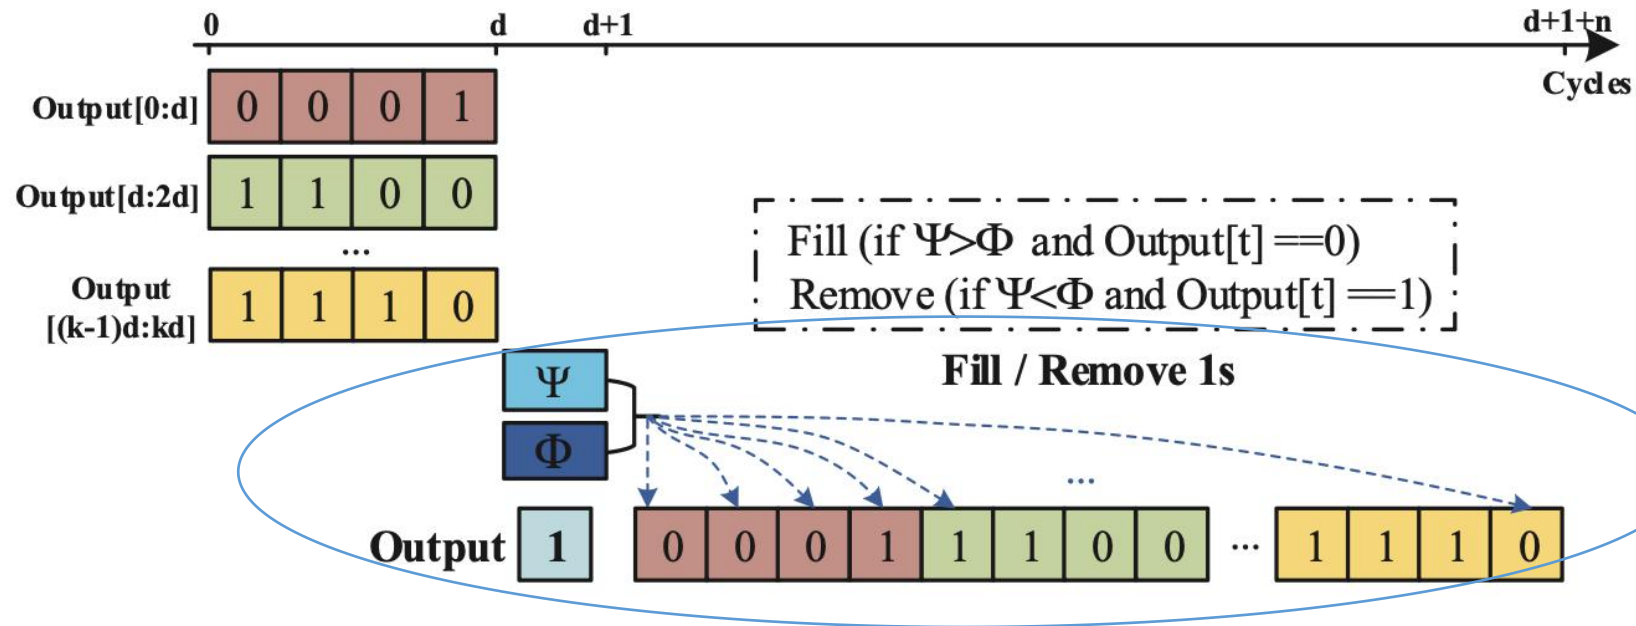 0 d d+1 d+1+n
Cycles
Output[0:d] 0 0 0 1
Output[d:2d] 1 1 0 0
...
Output
[(k-1)d:kd] 1 1 1 0
Fill (if Ψ>Φ and Output[t] ==0)
Remove (if Ψ<Φ and Output[t] ==1)
Fill / Remove 1s
Ψ
Φ
...
Output 1 0 0 0 1 1 1 0 0 ... 1 1 1 0